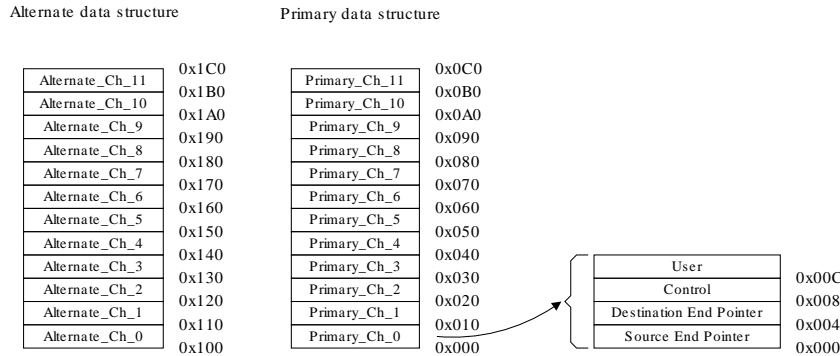 Alternate data structure
Primary data structure
0x1C0
Alternate_Ch_11
0x1B0
Alternate_Ch_10
0x1A0
Alternate_Ch_9
0x190
Alternate_Ch_8
0x180
Alternate_Ch_7
0x170
Alternate_Ch_6
0x160
Alternate_Ch_5
0x150
Alternate_Ch_4
0x140
Alternate_Ch_3
0x130
Alternate_Ch_2
0x120
Alternate_Ch_1
0x110
Alternate_Ch_0
0x100
0x0C0
Primary_Ch_11
0x0B0
Primary_Ch_10
0x0A0
Primary_Ch_9
0x090
Primary_Ch_8
0x080
Primary_Ch_7
0x070
Primary_Ch_6
0x060
Primary_Ch_5
0x050
Primary_Ch_4
0x040
Primary_Ch_3
0x030
Primary_Ch_2
0x020
Primary_Ch_1
0x010
Primary_Ch_0
0x000
User
0x00C
Control
0x008
Destination End Pointer
0x004
Source End Pointer
0x000